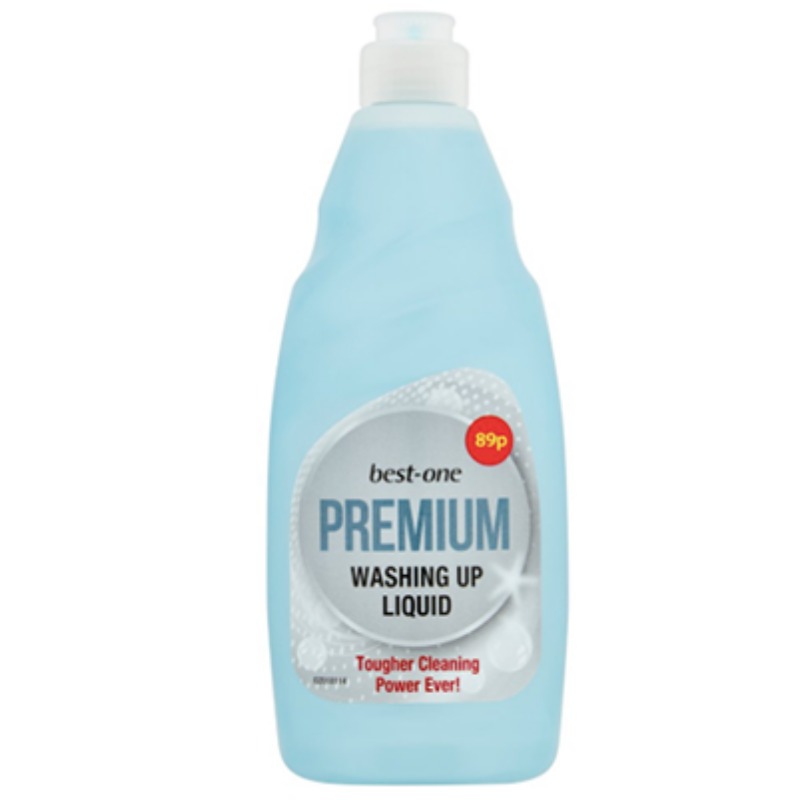 89p
best-one
PREMIUM
WASHING UP
LIQUID
Tougher Cleaning
Power Ever!